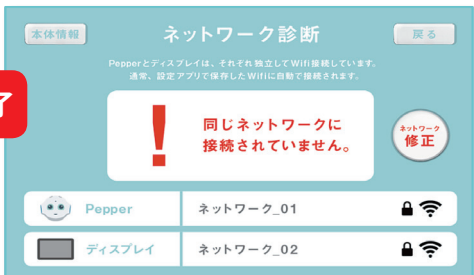 本体情報
ネットワーク診断
戻る
Pepperとディスプレイは、それぞれ独立してWifi接続しています。
通常、設定アプリで保存したWifiに自動で接続されます。
了
!
同じネットワークに
接続されていません。
ネットワーク
修正
Pepper
ネットワーク_01
ディスプレイ
ネットワーク_02